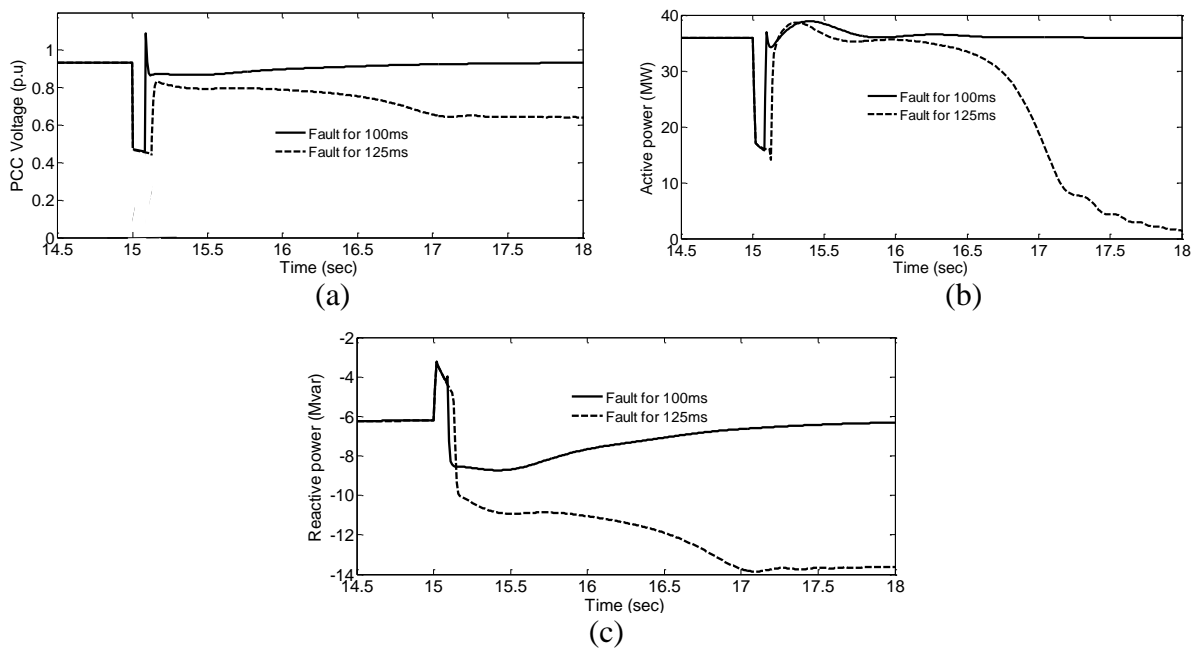 PCC Voltage (p.u)
1
0.8
0.6
0.4
0.2
0
Fault for 100ms
Fault for 125ms
14.5 15 15.5 16 16.5 17 17.5 18
Time (sec)
(a)
Active power (MW)
40
30
20
10
0
Fault for 100ms
Fault for 125ms
14.5 15 15.5 16 16.5 17 17.5 18
Time (sec)
(b)
Reactive power (Mvar)
-2
-4
-6
-8
-10
-12
-14
Fault for 100ms
Fault for 125ms
14.5 15 15.5 16 16.5 17 17.5 18
Time (sec)
(c)